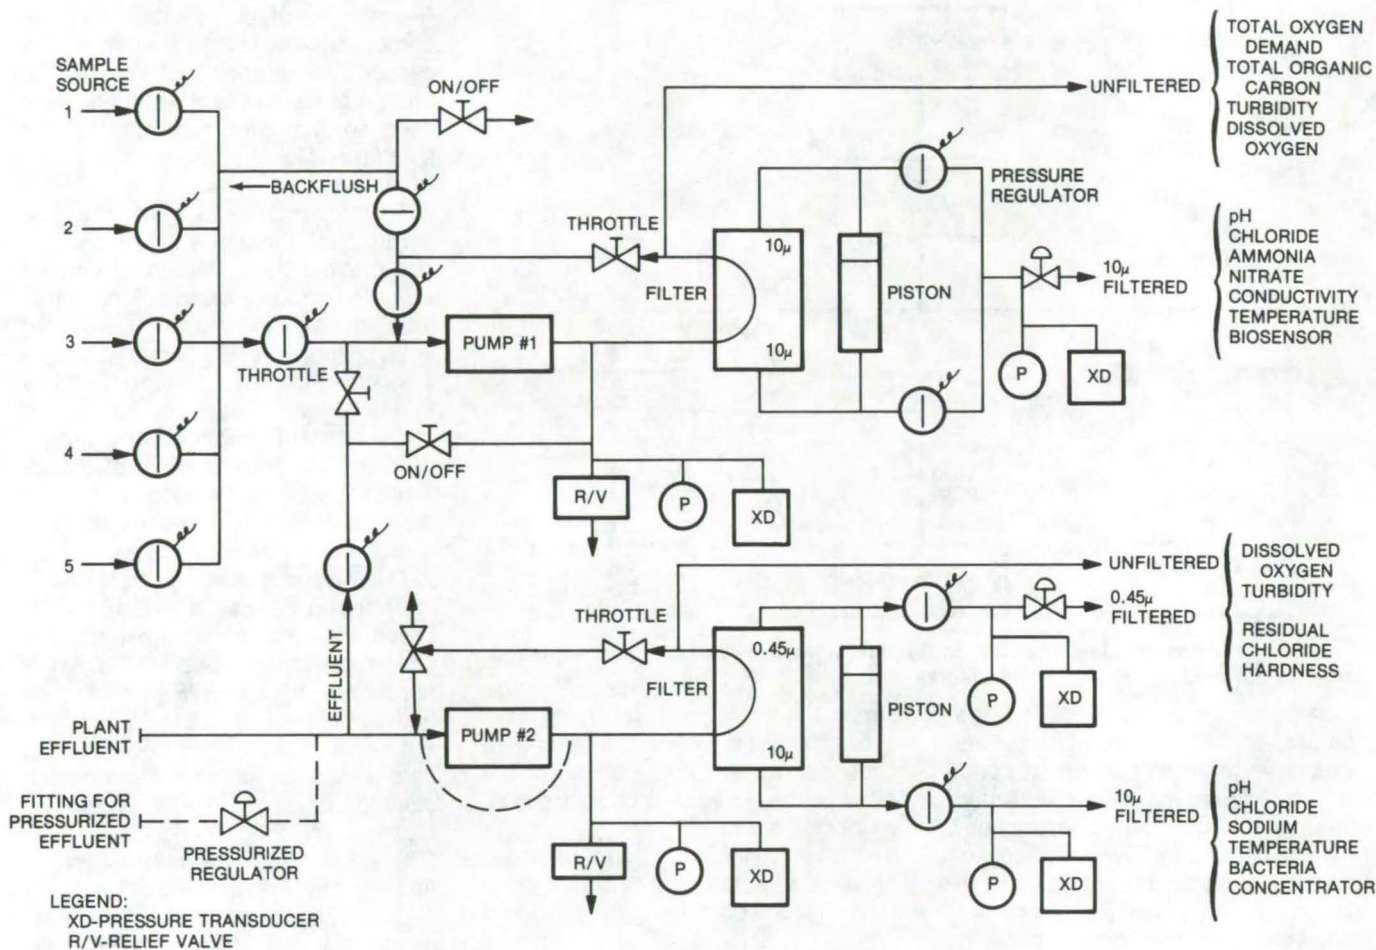 SAMPLE
SOURCE
1
2
3
4
5
ON/OFF
BACKFLUSH
THROTTLE
THROTTLE
PUMP #1
FILTER
10μ
10μ
PISTON
PRESSURE
REGULATOR
P
XD
ON/OFF
R/V
P
XD
UNFILTERED
TOTAL OXYGEN
DEMAND
TOTAL ORGANIC
CARBON
TURBIDITY
DISSOLVED
OXYGEN
10μ
FILTERED
pH
CHLORIDE
AMMONIA
NITRATE
CONDUCTIVITY
TEMPERATURE
BIOSENSOR
EFFLUENT
PLANT
EFFLUENT
FITTING FOR
PRESSURIZED
EFFLUENT
PRESSURIZED
REGULATOR
PUMP #2
THROTTLE
FILTER
0.45μ
10μ
PISTON
R/V
P
XD
P
XD
P
XD
UNFILTERED
0.45μ
FILTERED
DISSOLVED
OXYGEN
TURBIDITY
RESIDUAL
CHLORIDE
HARDNESS
10μ
FILTERED
pH
CHLORIDE
SODIUM
TEMPERATURE
BACTERIA
CONCENTRATOR
LEGEND:
XD-PRESSURE TRANSDUCER
R/V-RELIEF VALVE